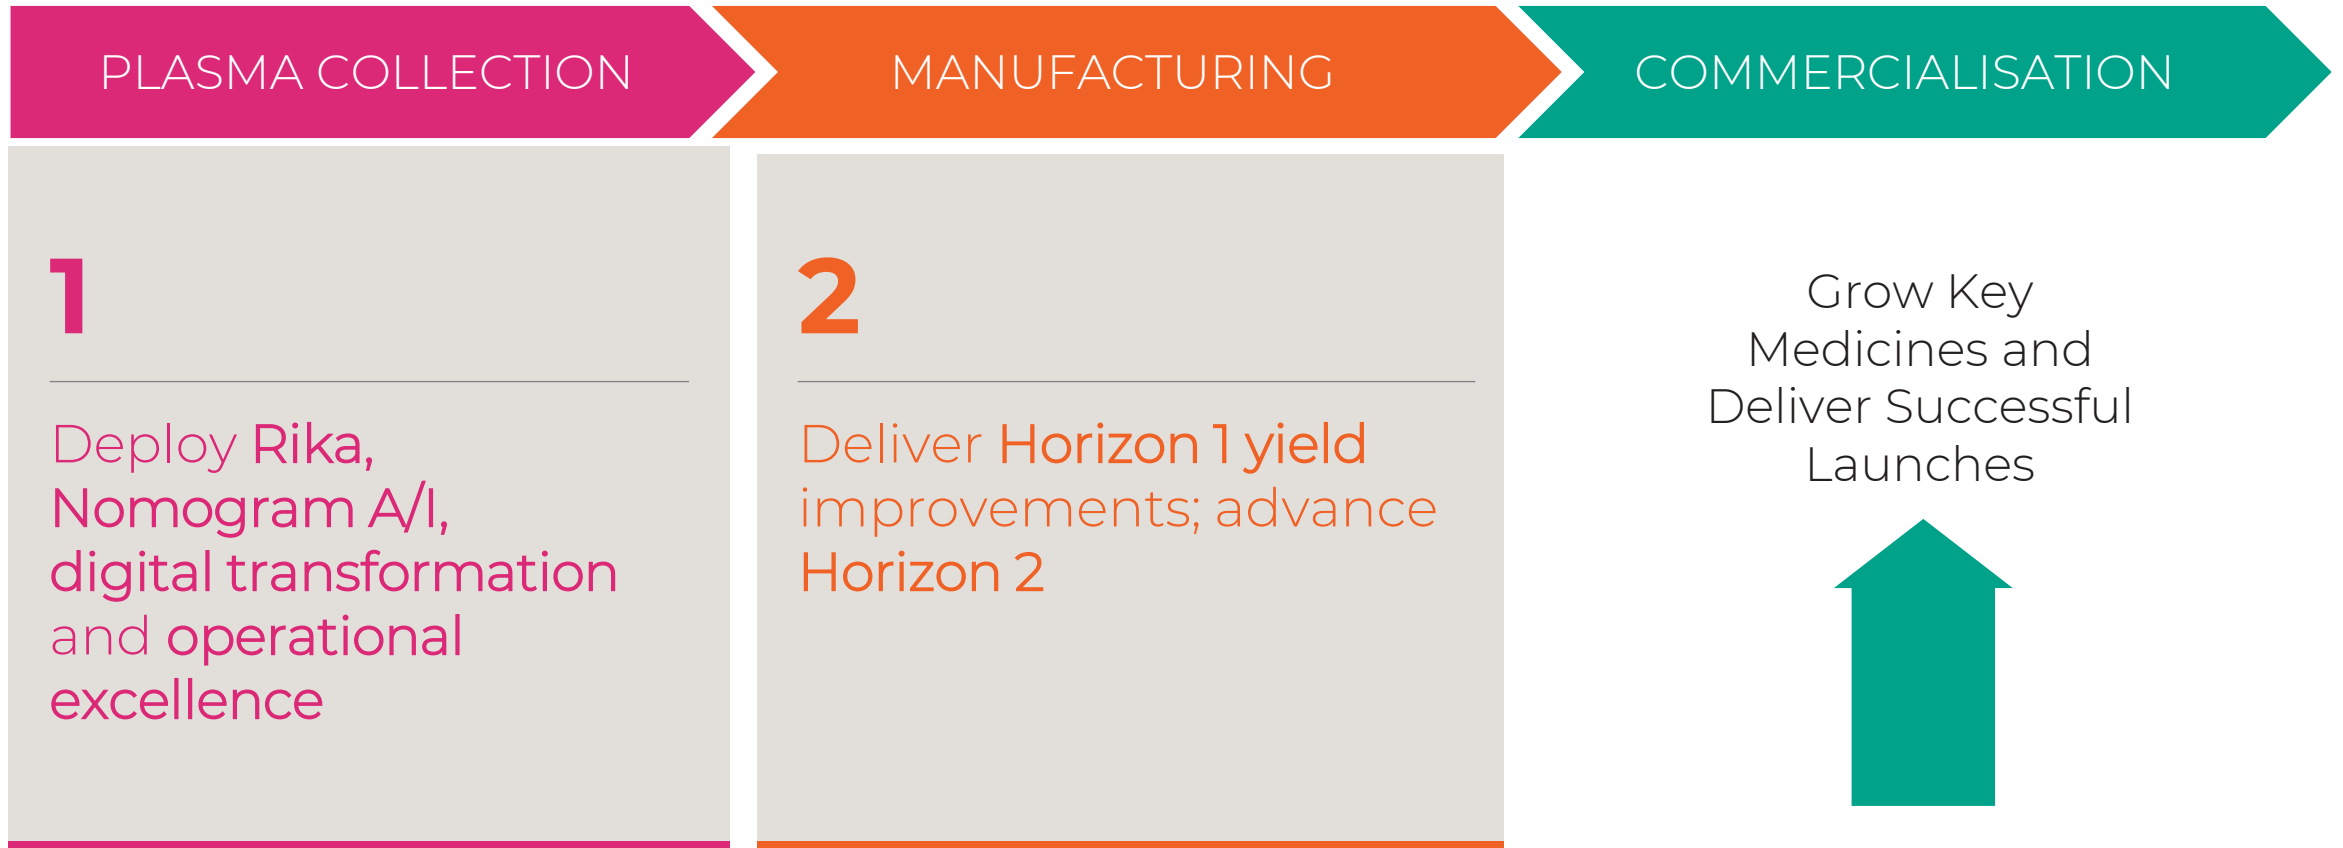 PLASMA COLLECTION
MANUFACTURING
COMMERCIALISATION
1
Deploy Rika,
Nomogram A/I,
digital transformation
and operational
excellence
2
Deliver Horizon 1 yield
improvements; advance
Horizon 2
Grow Key
Medicines and
Deliver Successful
Launches